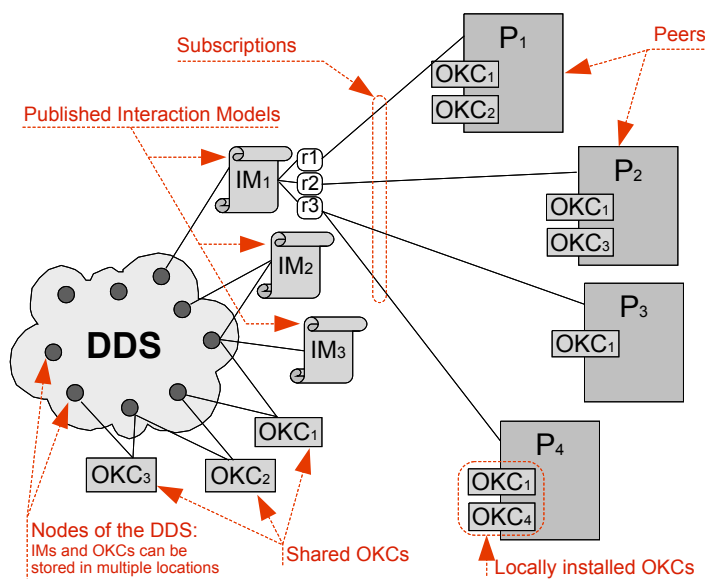 Subscriptions
P1
Peers
OKC1
OKC2
Published Interaction Models
r1
IM1
r2
r3
P2
OKC1
OKC3
IM2
P3
DDS
IM3
OKC1
OKC1
P4
OKC3
OKC2
OKC1
OKC4
Nodes of the DDS:
IMs and OKCs can be
stored in multiple locations
Shared OKCs
Locally installed OKCs